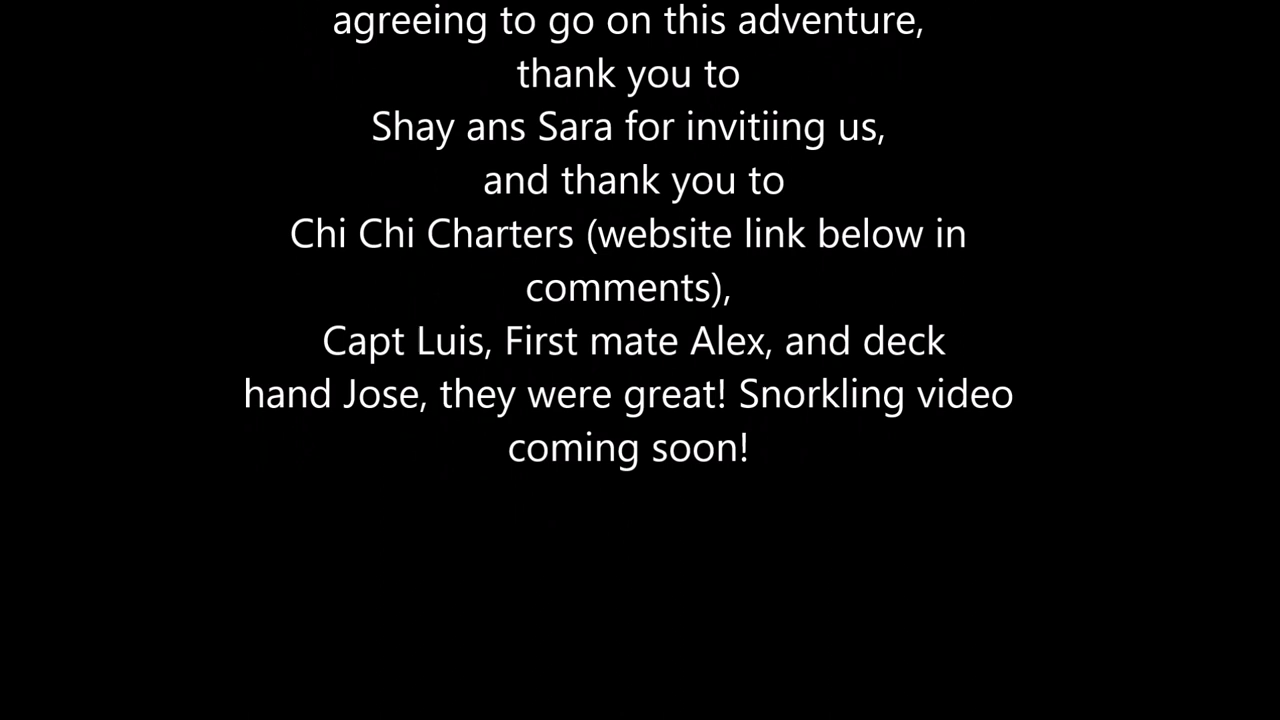 agreeing to go on this adventure,
thank you to
Shay ans Sara for invitiing us,
and thank you to
Chi Chi Charters (website link below in
comments),
Capt Luis, First mate Alex, and deck
hand Jose, they were great! Snorkling video
coming soon!